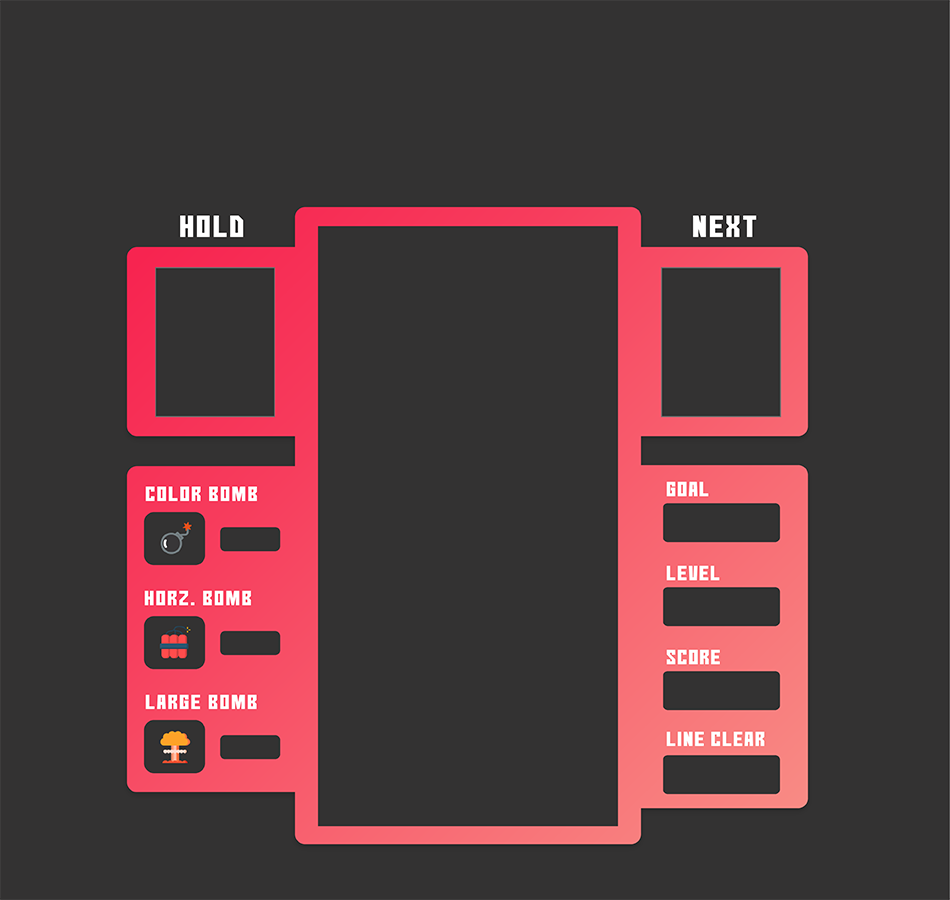 HOLD
NEXT
COLOR BOMB
HORZ. BOMB
LARGE BOMB
GOAL
LEVEL
SCORE
LINE CLEAR